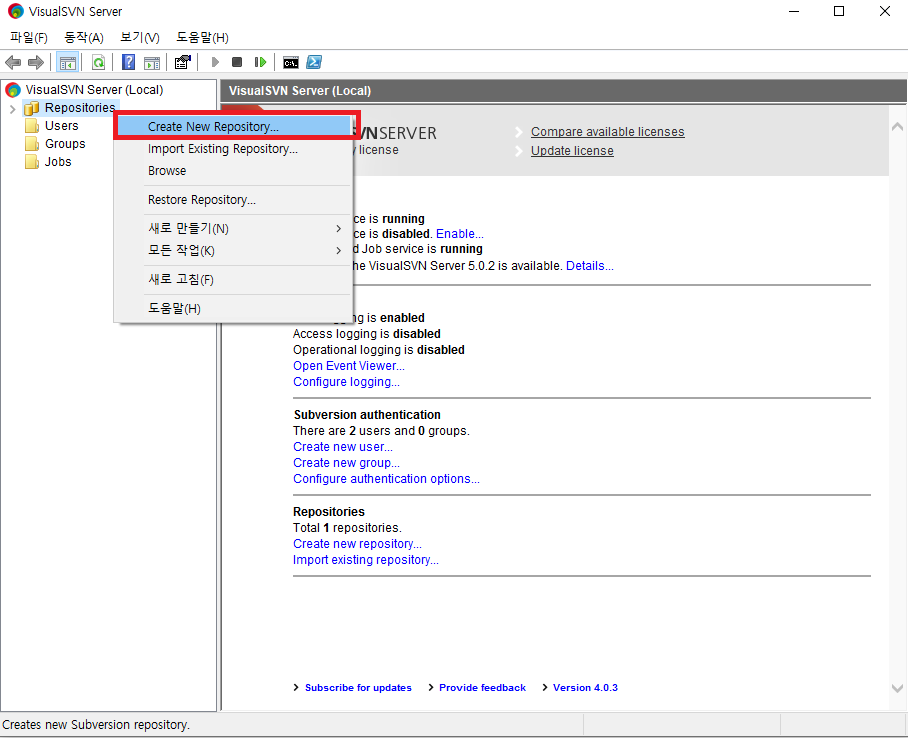 VisualSVN Server
파일(F) 동작(A) 보기(V) 도움말(H)
VisualSVN Server (Local)
Repositories
Users
Groups
Jobs
VisualSVN Server (Local)
Create New Repository...
Import Existing Repository...
Browse
Restore Repository...
새로 만들기(N)
모든 작업(K)
새로 고침(F)
도움말(H)
VNSERVER
license
Compare available licenses
Update license
is running
is disabled. Enable...
Job service is running
he VisualSVN Server 5.0.2 is available. Details...
is enabled
Access logging is disabled
Operational logging is disabled
Open Event Viewer...
Configure logging...
Subversion authentication
There are 2 users and 0 groups.
Create new user...
Create new group...
Configure authentication options...
Repositories
Total 1 repositories.
Create new repository...
Import existing repository...
Subscribe for updates Provide feedback Version 4.0.3
Creates new Subversion repository.